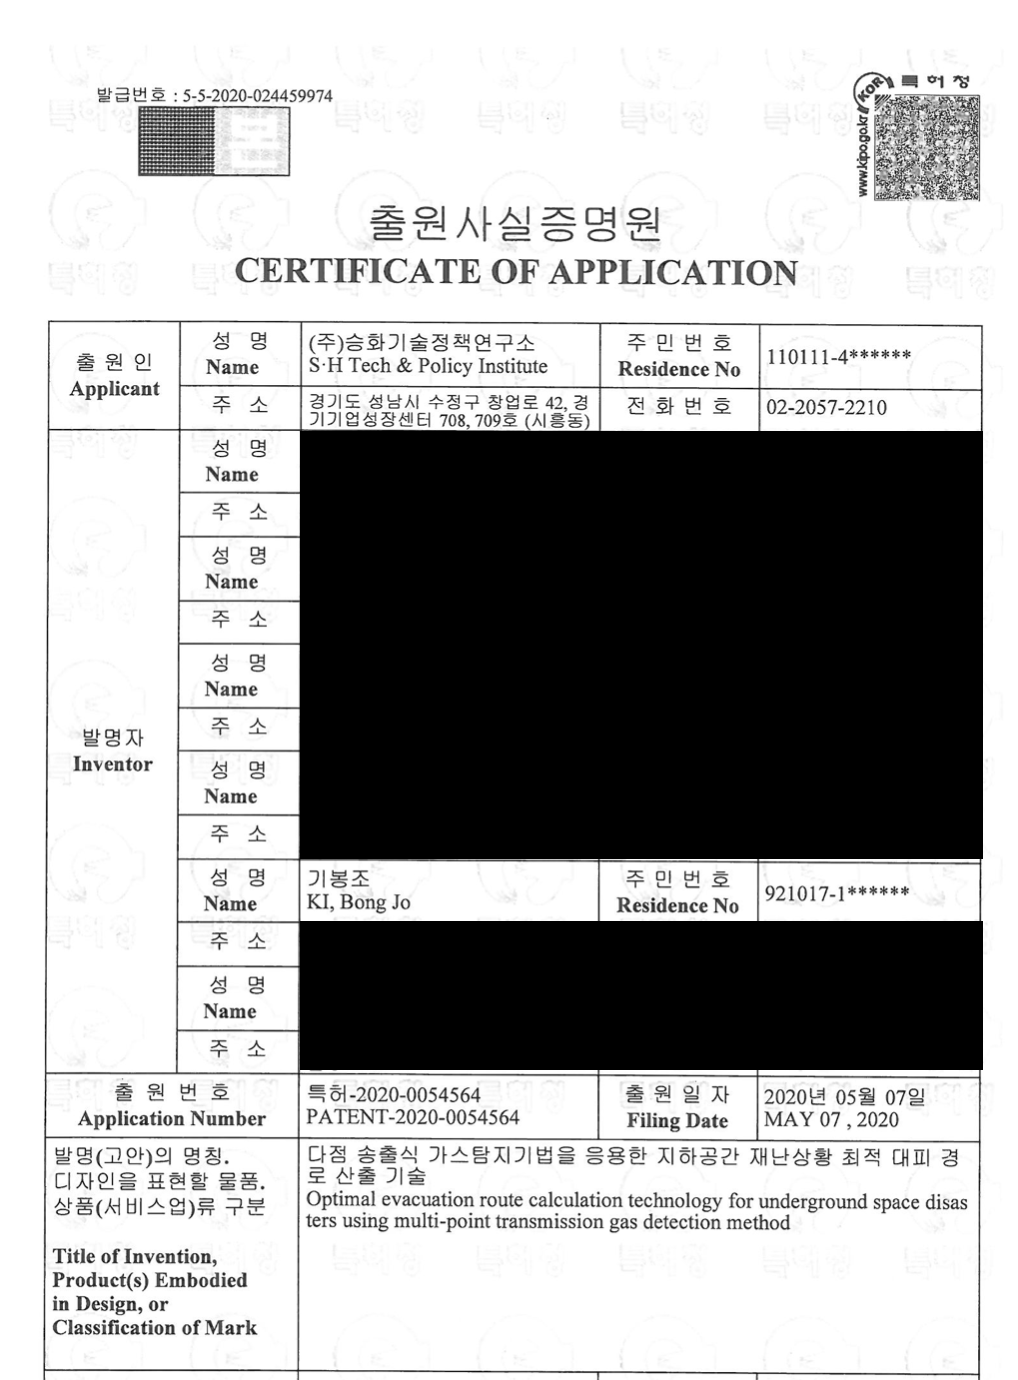 발급번호 : 5-5-2020-024459974
KOR 특허청
www.kipo.go.kr
출원사실증명원
CERTIFICATE OF APPLICATION
출 원 인
Applicant
성 명
Name
(주)승화기술정책연구소
S·H Tech & Policy Institute
주 민 번 호
Residence No
110111-4******
주 소
경기도 성남시 수정구 창업로 42, 경
기기업성장센터 708, 709호 (시흥동)
전 화 번 호
02-2057-2210
발명자
Inventor
성 명
Name
주 소
성 명
Name
주 소
성 명
Name
주 소
성 명
Name
주 소
성 명
Name
기봉조
KI, Bong Jo
주 민 번 호
Residence No
921017-1******
주 소
성 명
Name
주 소
출 원 번 호
Application Number
특허-2020-0054564
PATENT-2020-0054564
출 원 일 자
Filing Date
2020년 05월 07일
MAY 07 , 2020
발명(고안)의 명칭.
디자인을 표현할 물품.
상품(서비스업)류 구분
Title of Invention,
Product(s) Embodied
in Design, or
Classification of Mark
다점 송출식 가스탐지기법을 응용한 지하공간 재난상황 최적 대피 경
로 산출 기술
Optimal evacuation route calculation technology for underground space disas
ters using multi-point transmission gas detection method